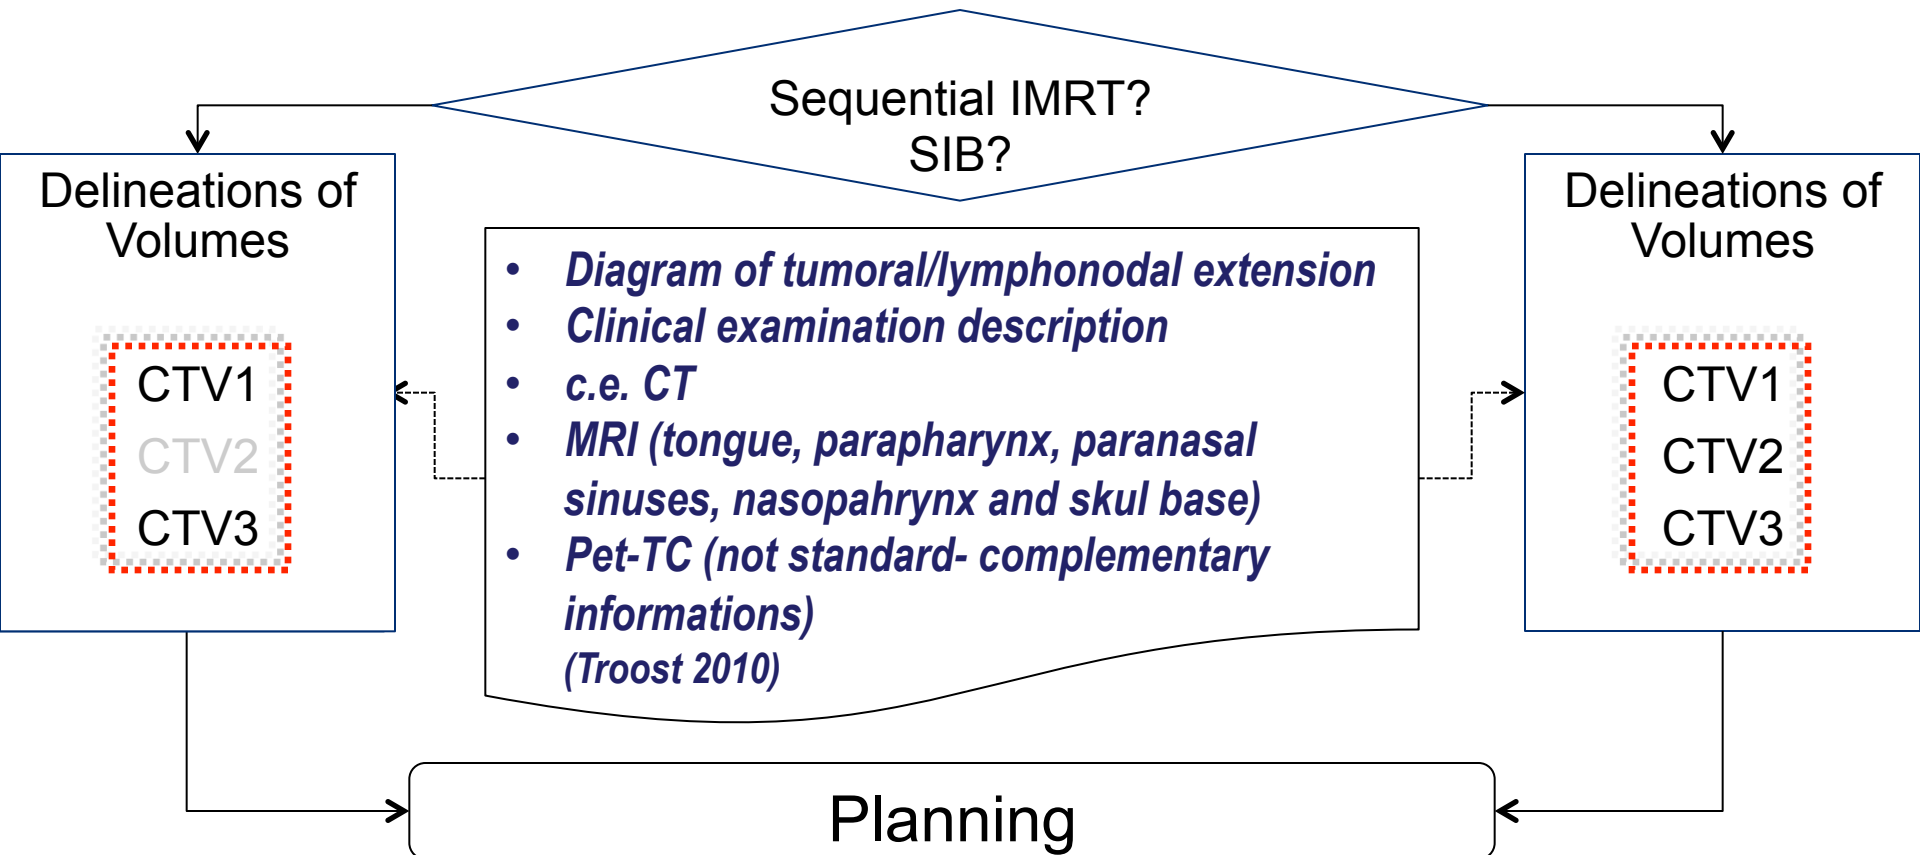 Sequential IMRT?
SIB?
Delineations of
Volumes
CTV1
CTV2
CTV3
• Diagram of tumoral/lymphonodal extension
• Clinical examination description
• c.e. CT
• MRI (tongue, parapharynx, paranasal
sinuses, nasopahrynx and skul base)
• Pet-TC (not standard- complementary
informations)
(Troost 2010)
Delineations of
Volumes
CTV1
CTV2
CTV3
Planning